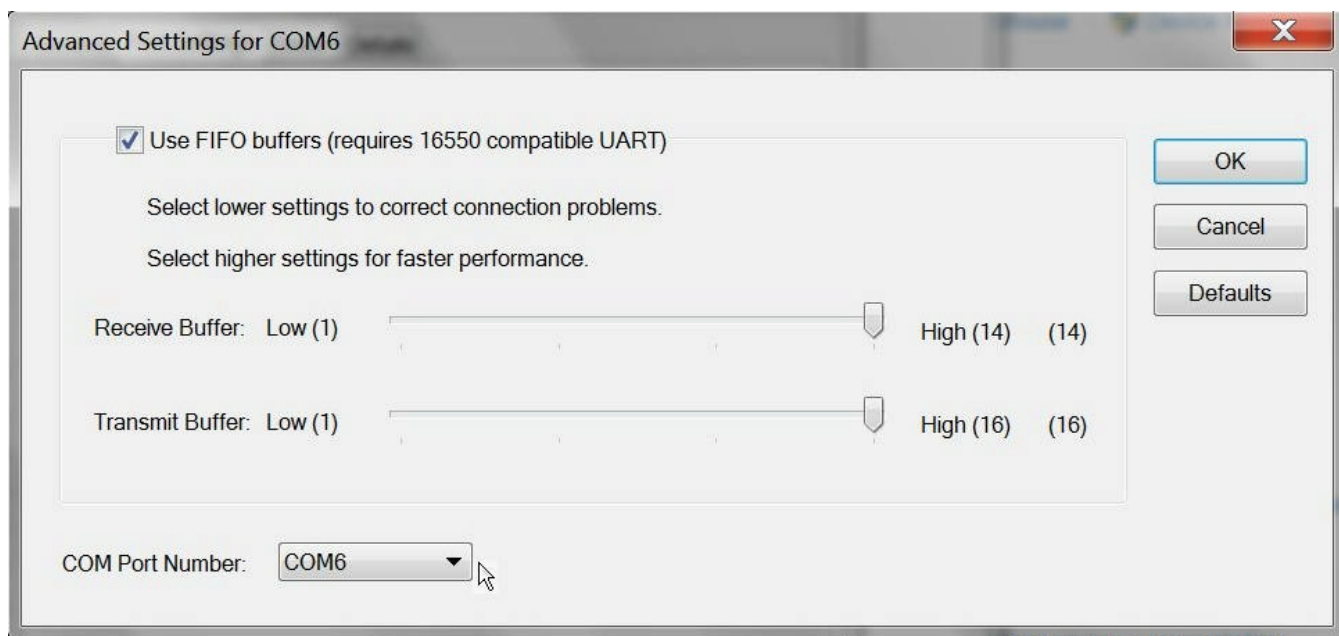 Advanced Settings for COM6
Use FIFO buffers (requires 16550 compatible UART)
OK
Select lower settings to correct connection problems.
Cancel
Select higher settings for faster performance.
Defaults
Receive Buffer: Low (1) High (14) (14)
Transmit Buffer: Low (1) High (16) (16)
COM Port Number: COM6